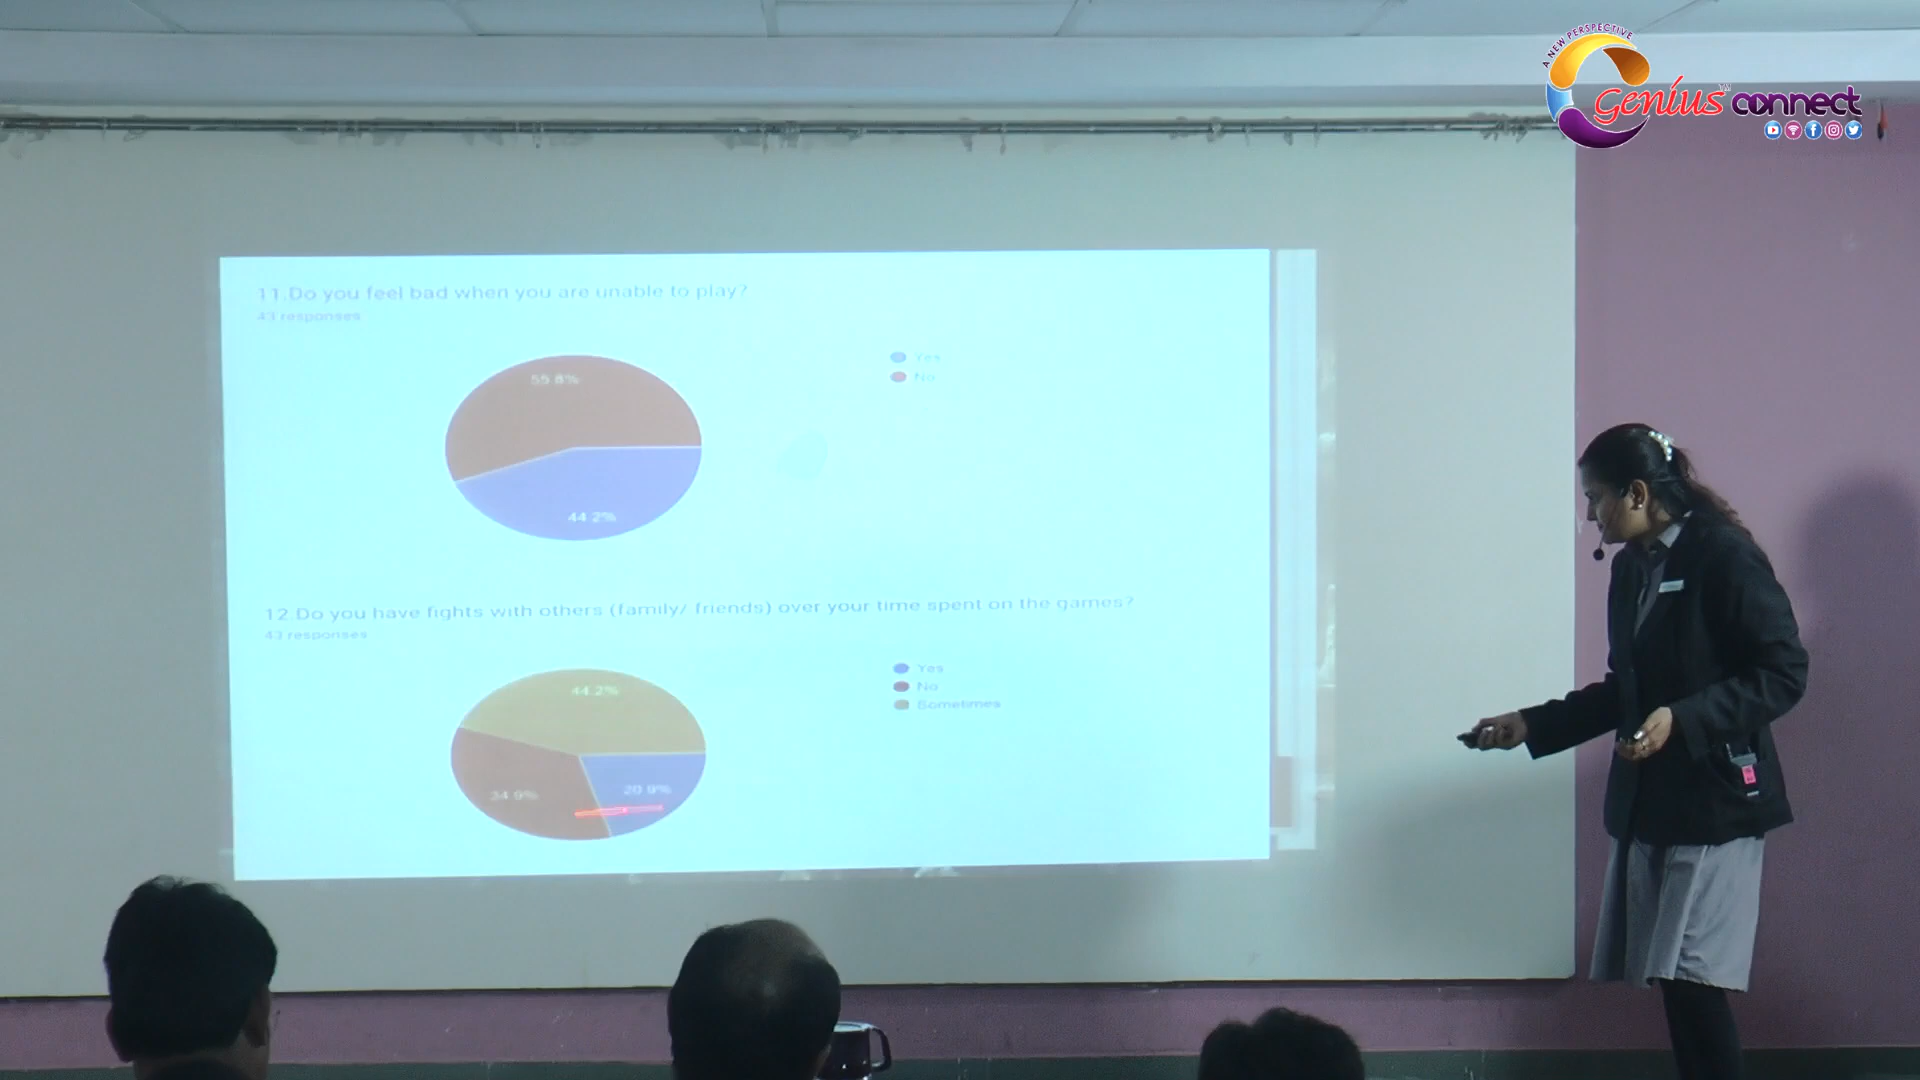 A NEW PERSPECTIVE
Genius connect
TM
11.Do you feel bad when you are unable to play?
43 responses
55.8%
44.2%
Yes
No
12.Do you have fights with others (family/ friends) over your time spent on the games?
43 responses
44.2%
34.9%
20.9%
Yes
No
Sometimes